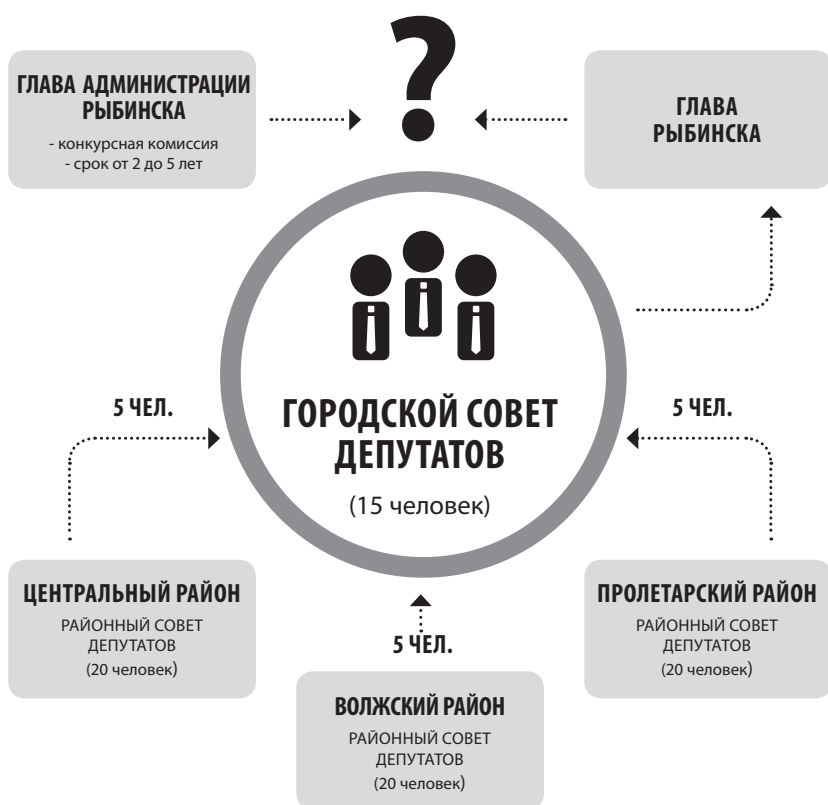 ?
ГЛАВА АДМИНИСТРАЦИИ
РЫБИНСКА
- конкурсная комиссия
- срок от 2 до 5 лет
ГЛАВА
РЫБИНСКА
5 ЧЕЛ.
ГОРОДСКОЙ СОВЕТ
ДЕПУТАТОВ
(15 человек)
5 ЧЕЛ.
ЦЕНТРАЛЬНЫЙ РАЙОН
РАЙОННЫЙ СОВЕТ
ДЕПУТАТОВ
(20 человек)
5 ЧЕЛ.
ВОЛЖСКИЙ РАЙОН
РАЙОННЫЙ СОВЕТ
ДЕПУТАТОВ
(20 человек)
ПРОЛЕТАРСКИЙ РАЙОН
РАЙОННЫЙ СОВЕТ
ДЕПУТАТОВ
(20 человек)